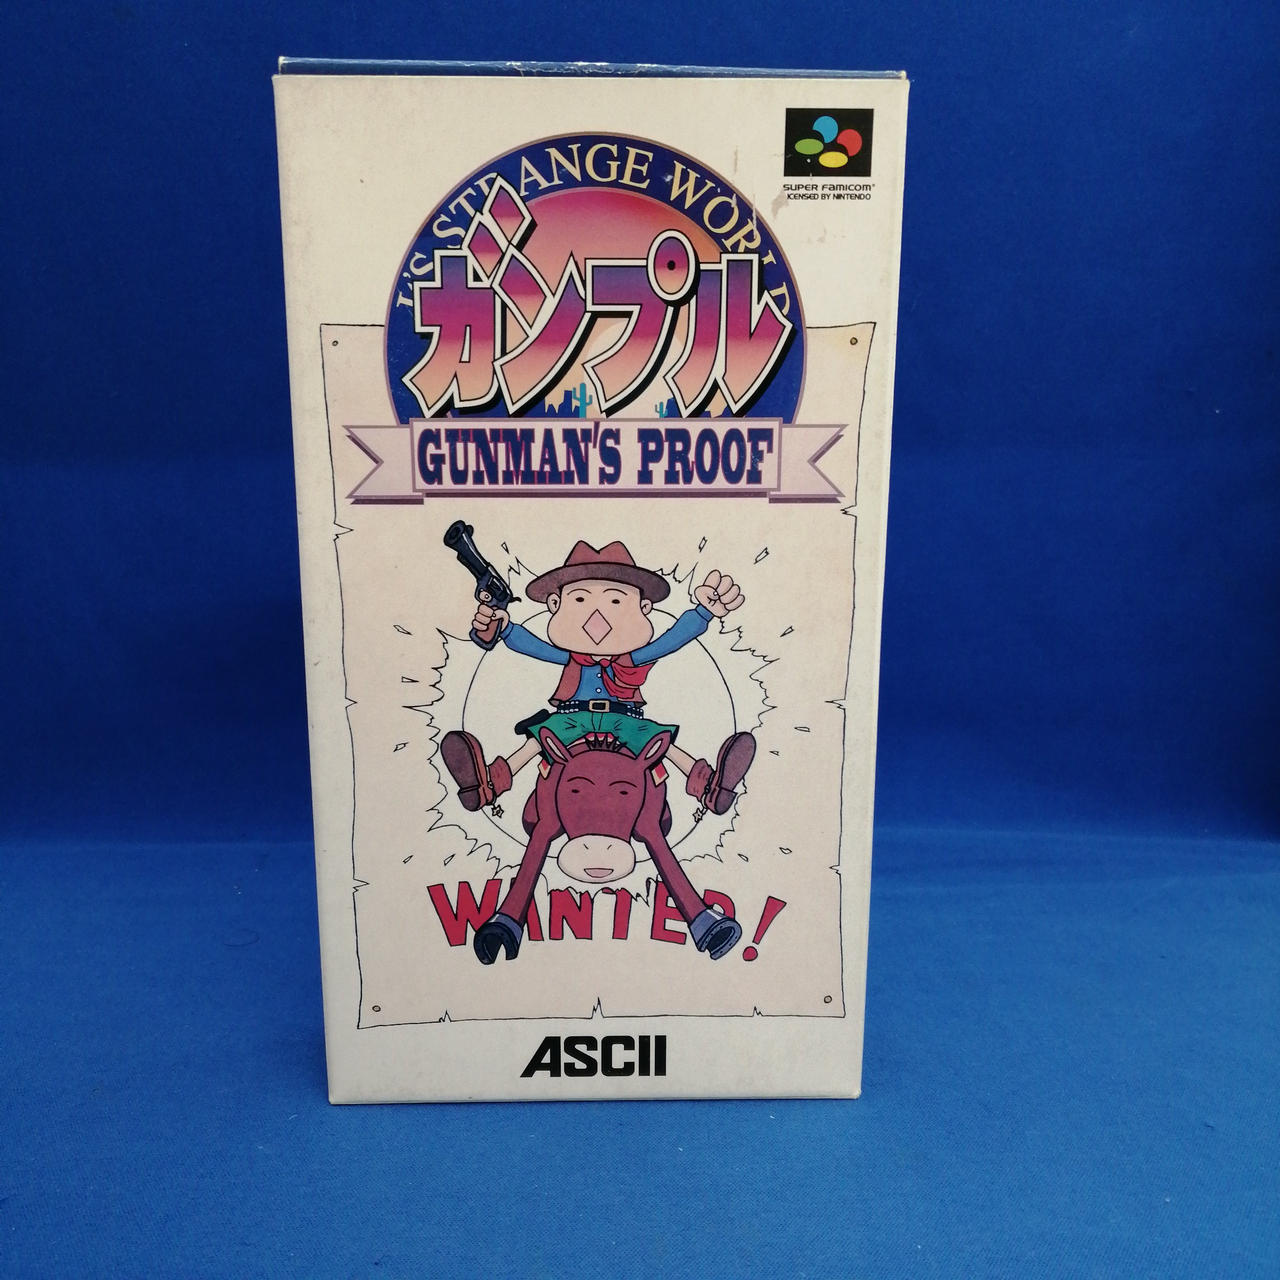 L'S STRANGE WORLD
ガンプル
GUNMAN'S PROOF
SUPER FAMICOM
LICENSED BY NINTENDO
WANTED!
ASCII